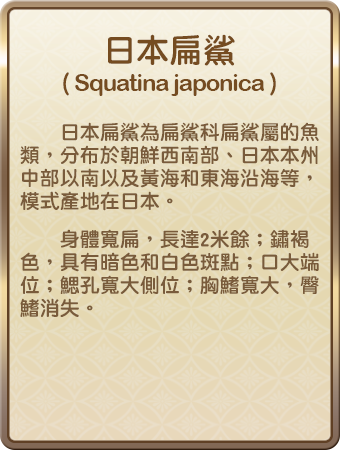 日本扁鯊
( Squatina japonica )
日本扁鯊為扁鯊科扁鯊屬的魚
類，分布於朝鮮西南部、日本本州
中部以南以及黃海和東海沿海等，
模式產地在日本。
身體寬扁，長達2米餘；鏽褐
色，具有暗色和白色斑點；口大端
位；鰓孔寬大側位；胸鰭寬大，臀
鰭消失。